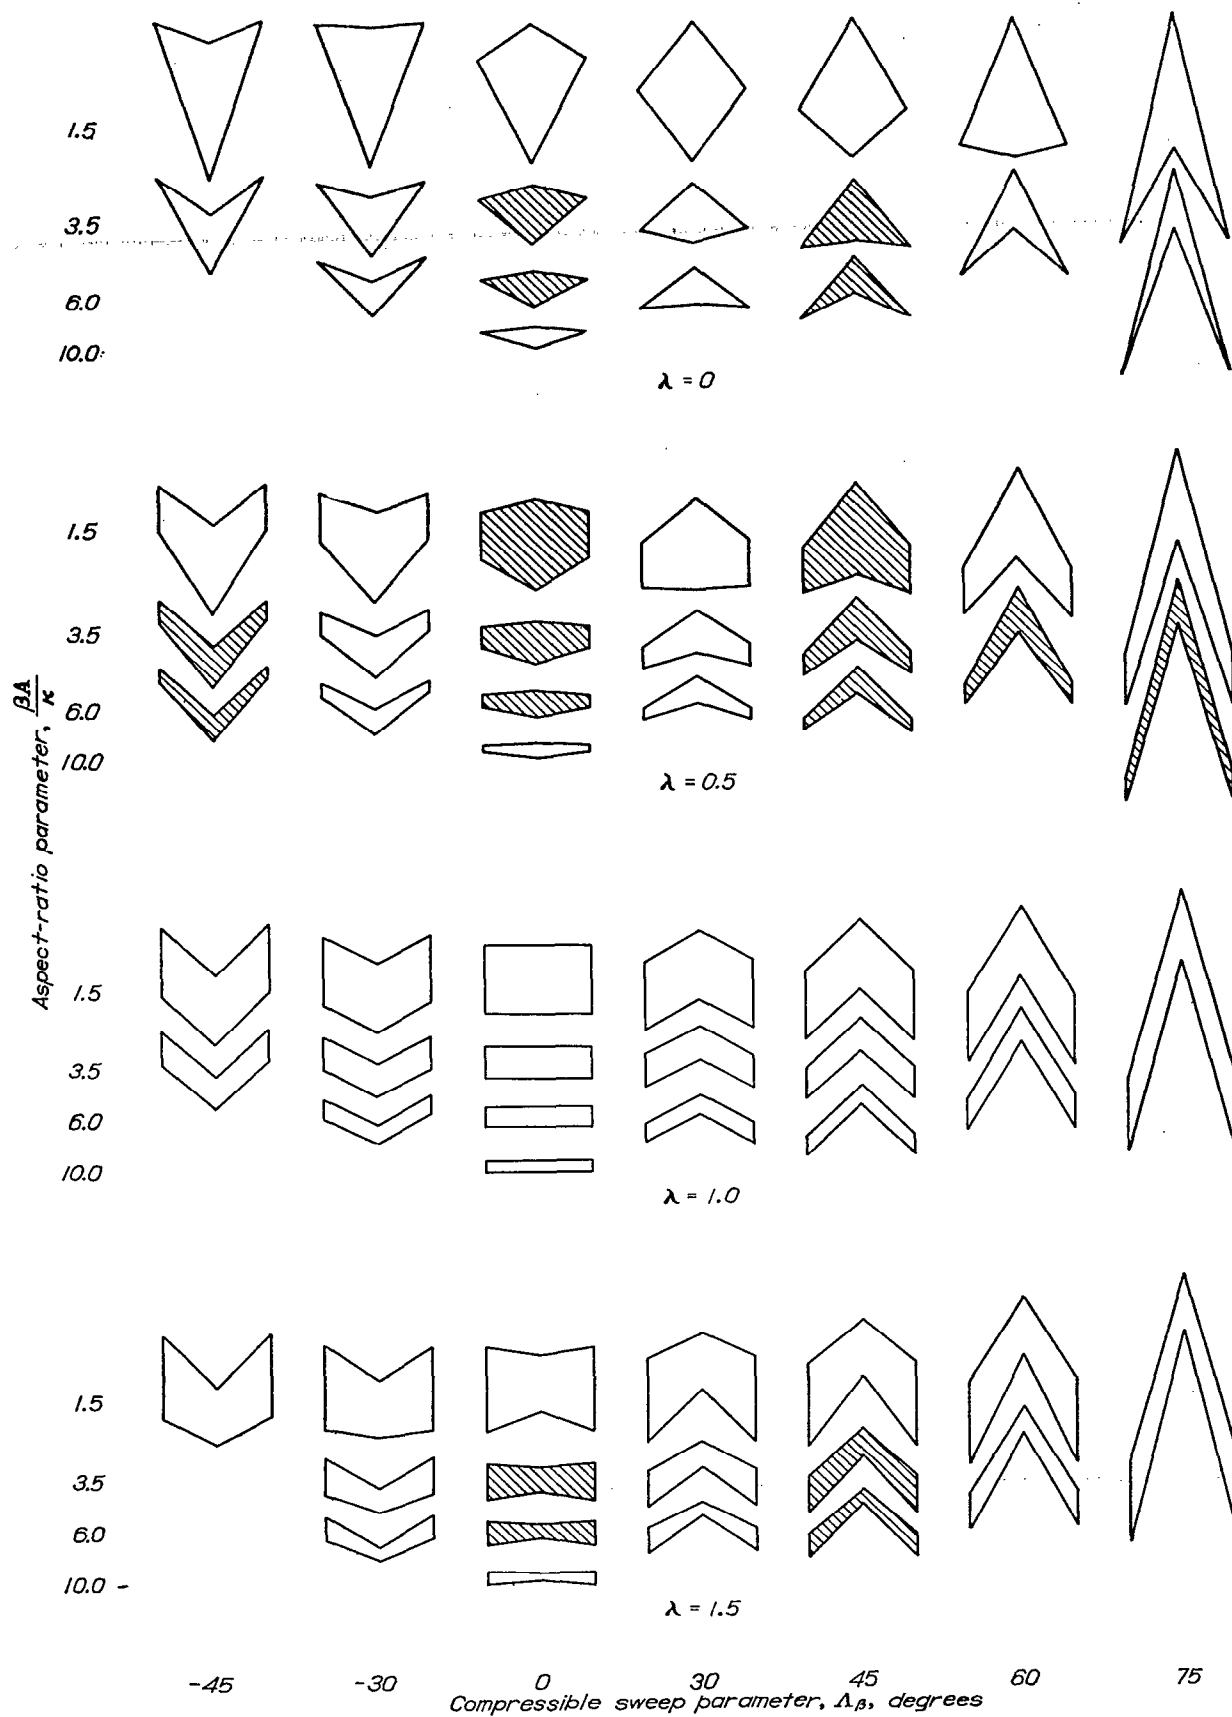 1.5
3.5
6.0
10.0
λ = 0
1.5
3.5
6.0
10.0
λ = 0.5
Aspect-ratio parameter, βA/κ
1.5
3.5
6.0
10.0
λ = 1.0
1.5
3.5
6.0
10.0
λ = 1.5
-45 -30 0 30 45 60 75
Compressible sweep parameter, Λβ, degrees